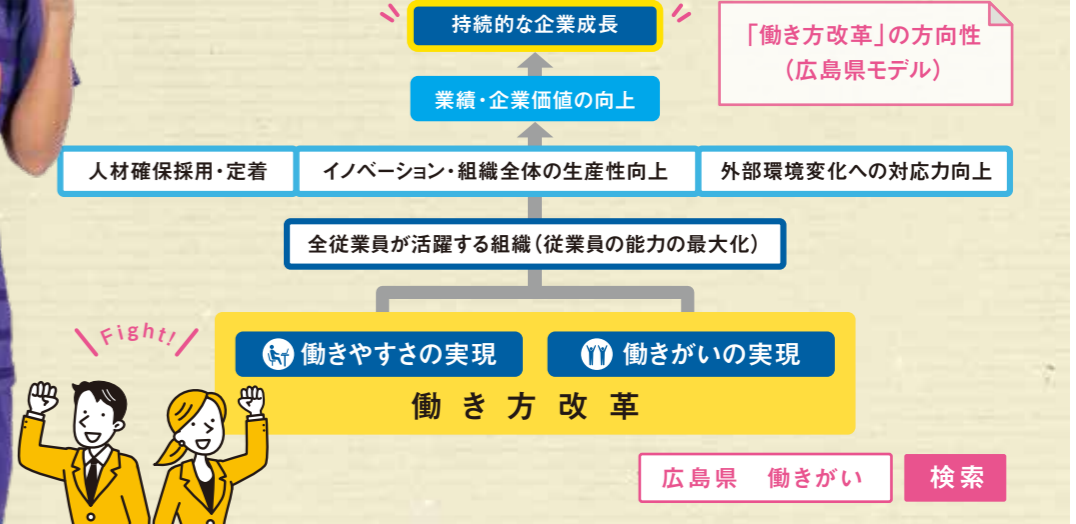 持続的な企業成長
「働き方改革」の方向性
(広島県モデル)
業績・企業価値の向上
人材確保採用・定着
イノベーション・組織全体の生産性向上
外部環境変化への対応力向上
全従業員が活躍する組織(従業員の能力の最大化)
Fight!
働きやすさの実現
働きがいの実現
働き方改革
広島県 働きがい
検索